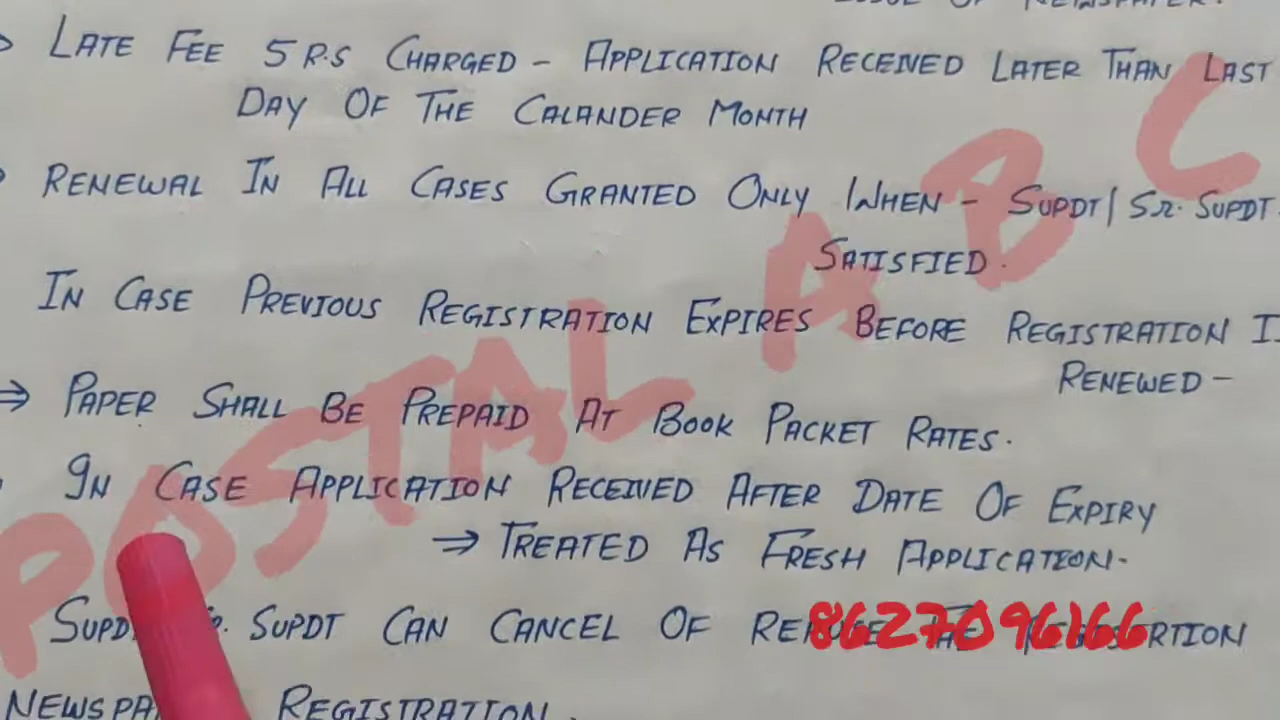 LATE FEE 5 R.S CHARGED - APPLICATION RECEIVED LATER THAN LAST
DAY OF THE CALANDER MONTH
RENEWAL IN ALL CASES GRANTED ONLY WHEN - SUPDT/SR. SUPDT.
SATISFIED.
IN CASE PREVIOUS REGISTRATION EXPIRES BEFORE REGISTRATION
RENEWED -
⇒ PAPER SHALL BE PREPAID AT BOOK PACKET RATES.
IN CASE APPLICATION RECEIVED AFTER DATE OF EXPIRY
⇒ TREATED AS FRESH APPLICATION.
SUPDT CAN CANCEL OF
REGISTRATION.
POSTAL ABC
8627096166